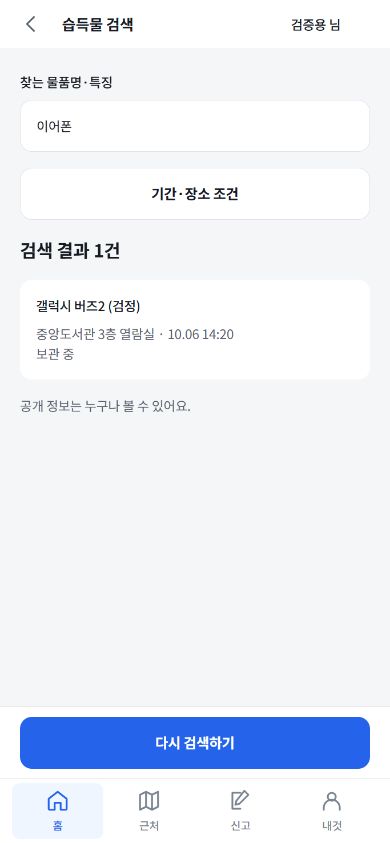 습득물 검색
검증용 님
찾는 물품명·특징
이어폰
기간·장소 조건
검색 결과 1건
갤럭시 버즈2 (검정)
중앙도서관 3층 열람실 · 10.06 14:20
보관 중
공개 정보는 누구나 볼 수 있어요.
다시 검색하기
홈
근처
신고
내것